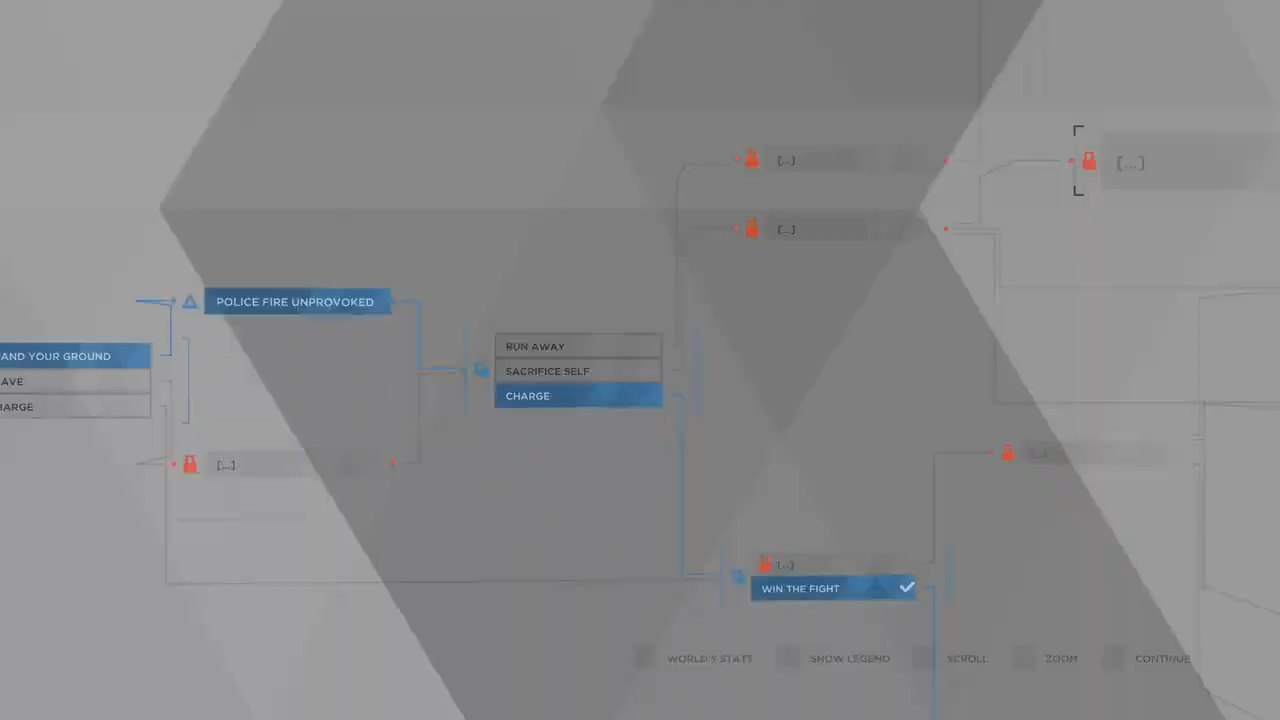 [...]
[...]
[...]
POLICE FIRE UNPROVOKED
AND YOUR GROUND
AVE
HARGE
RUN AWAY
SACRIFICE SELF
CHARGE
[...]
[...]
WIN THE FIGHT
WORLD'S STATS
SHOW LEGEND
SCROLL
ZOOM
CONTINUE